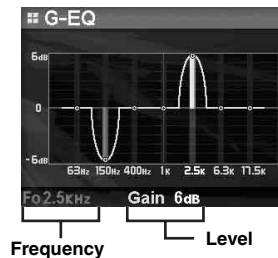 G-EQ
6dB
0
-6dB
63Hz 150Hz 400Hz 1K 2.5K 6.3K 17.5K
Fo2.5KHz Gain 6dB
Frequency Level